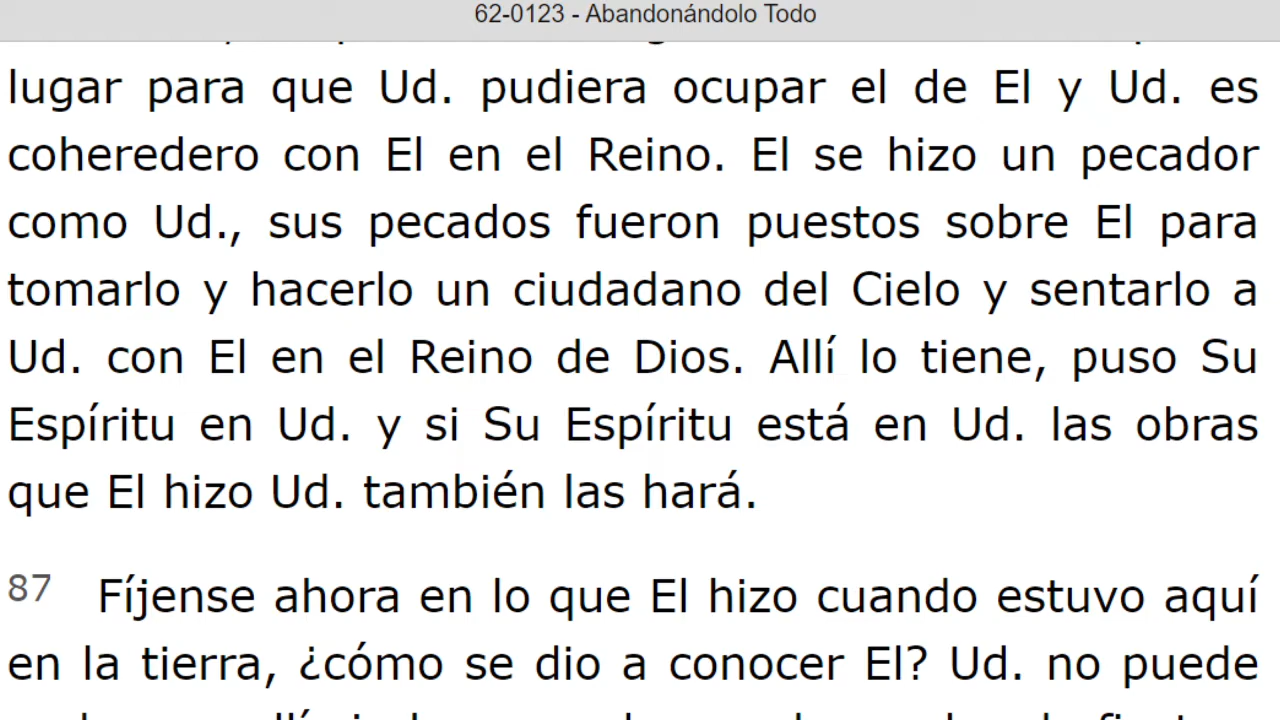 62-0123 - Abandonándolo Todo
lugar para que Ud. pudiera ocupar el de El y Ud. es
coheredero con El en el Reino. El se hizo un pecador
como Ud., sus pecados fueron puestos sobre El para
tomarlo y hacerlo un ciudadano del Cielo y sentarlo a
Ud. con El en el Reino de Dios. Allí lo tiene, puso Su
Espíritu en Ud. y si Su Espíritu está en Ud. las obras
que El hizo Ud. también las hará.
87 Fíjense ahora en lo que El hizo cuando estuvo aquí
en la tierra, ¿cómo se dio a conocer El? Ud. no puede